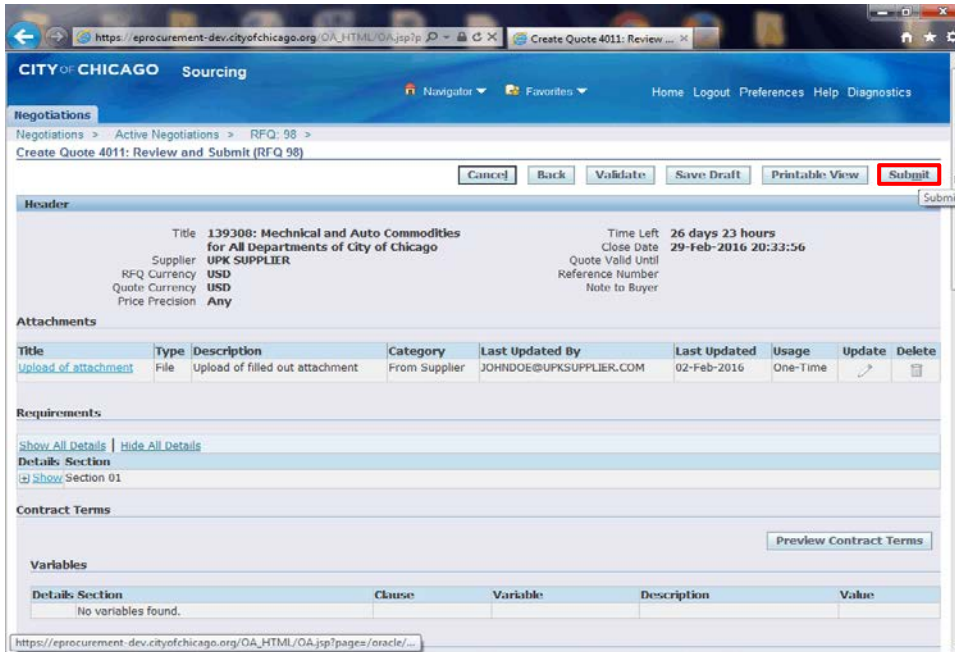 https://eprocurement-dev.cityofchicago.org/OA_HTML/OA.jsp?p
Create Quote 4011: Review ...
CITY OF CHICAGO Sourcing
Navigator Favorites Home Logout Preferences Help Diagnostics
Negotiations
Negotiations > Active Negotiations > RFQ: 98 >
Create Quote 4011: Review and Submit (RFQ 98)
Cancel Back Validate Save Draft Printable View Submit
Submi
Header
Title 139308: Mechnical and Auto Commodities for All Departments of City of Chicago
Supplier UPK SUPPLIER
RFQ Currency USD
Quote Currency USD
Price Precision Any
Time Left 26 days 23 hours
Close Date 29-Feb-2016 20:33:56
Quote Valid Until
Reference Number
Note to Buyer
Attachments
Title Type Description Category Last Updated By Last Updated Usage Update Delete
Upload of attachment File Upload of filled out attachment From Supplier JOHNDOE@UPKSUPPLIER.COM 02-Feb-2016 One-Time
Requirements
Show All Details | Hide All Details
Details Section
Show Section 01
Contract Terms
Preview Contract Terms
Variables
Details Section Clause Variable Description Value
No variables found.
https://eprocurement-dev.cityofchicago.org/OA_HTML/OA.jsp?page=/oracle/...